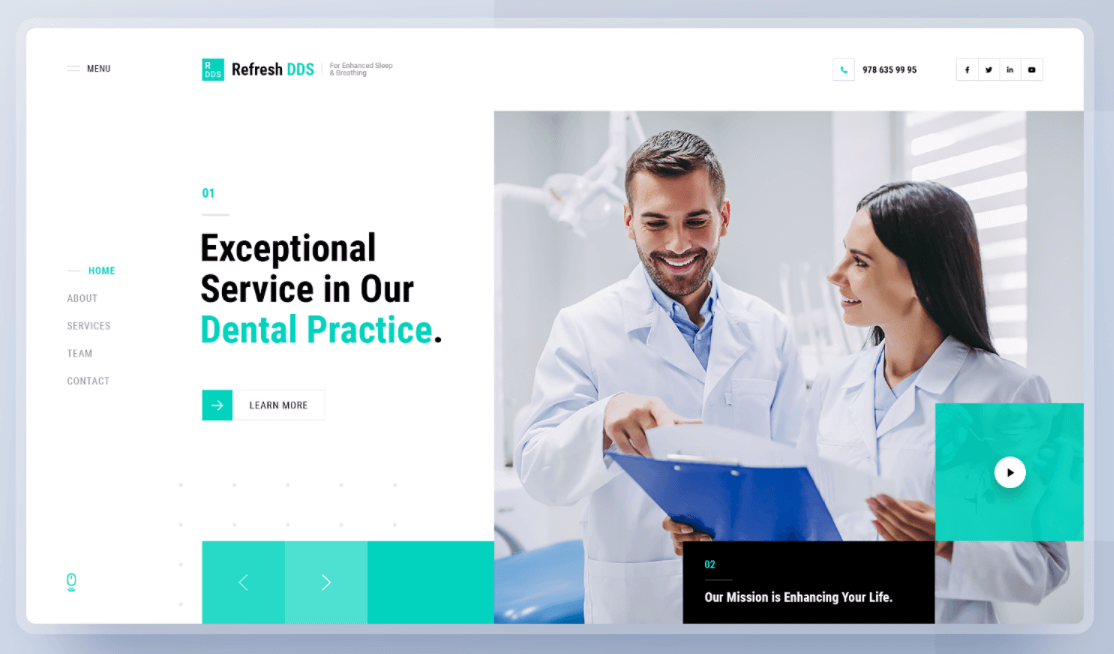 MENU
R
DDS
Refresh DDS
For Enhanced Sleep
& Breathing
978 635 99 95
01
Exceptional
Service in Our
Dental Practice.
HOME
ABOUT
SERVICES
TEAM
CONTACT
LEARN MORE
02
Our Mission is Enhancing Your Life.